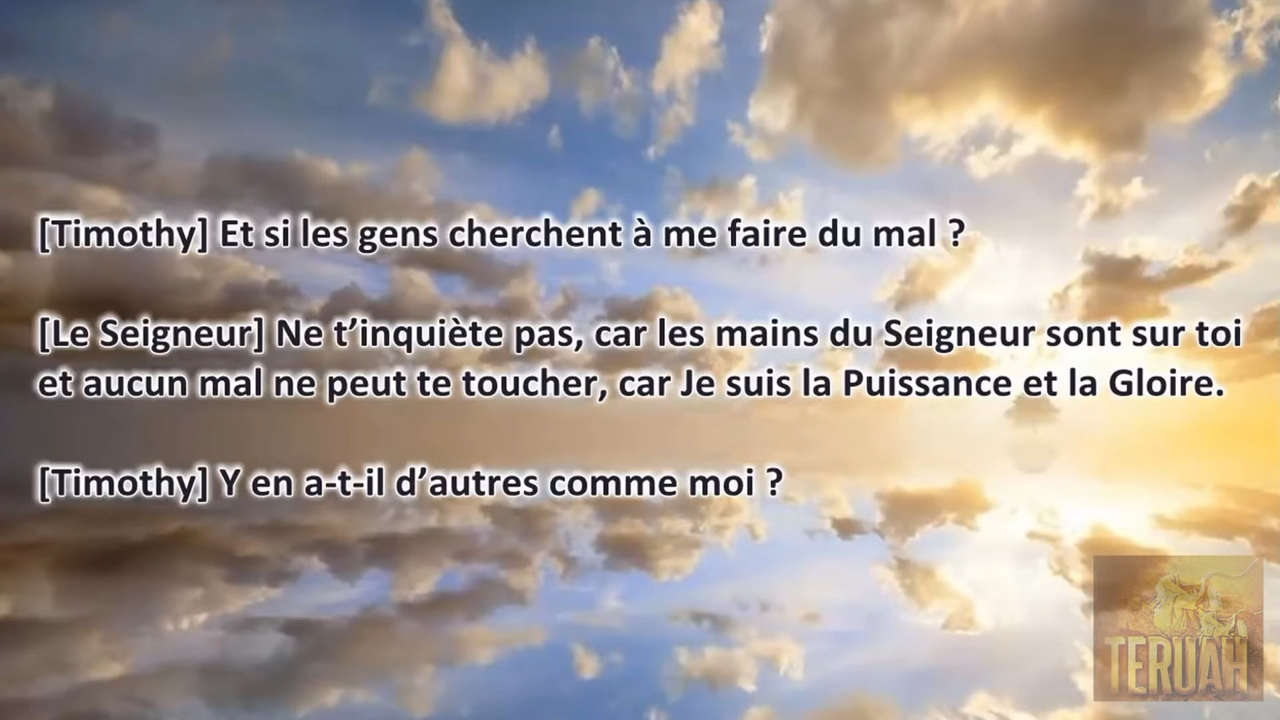 [Timothy] Et si les gens cherchent à me faire du mal ?
[Le Seigneur] Ne t’inquiète pas, car les mains du Seigneur sont sur toi
et aucun mal ne peut te toucher, car Je suis la Puissance et la Gloire.
[Timothy] Y en a-t-il d’autres comme moi ?
TERUAH